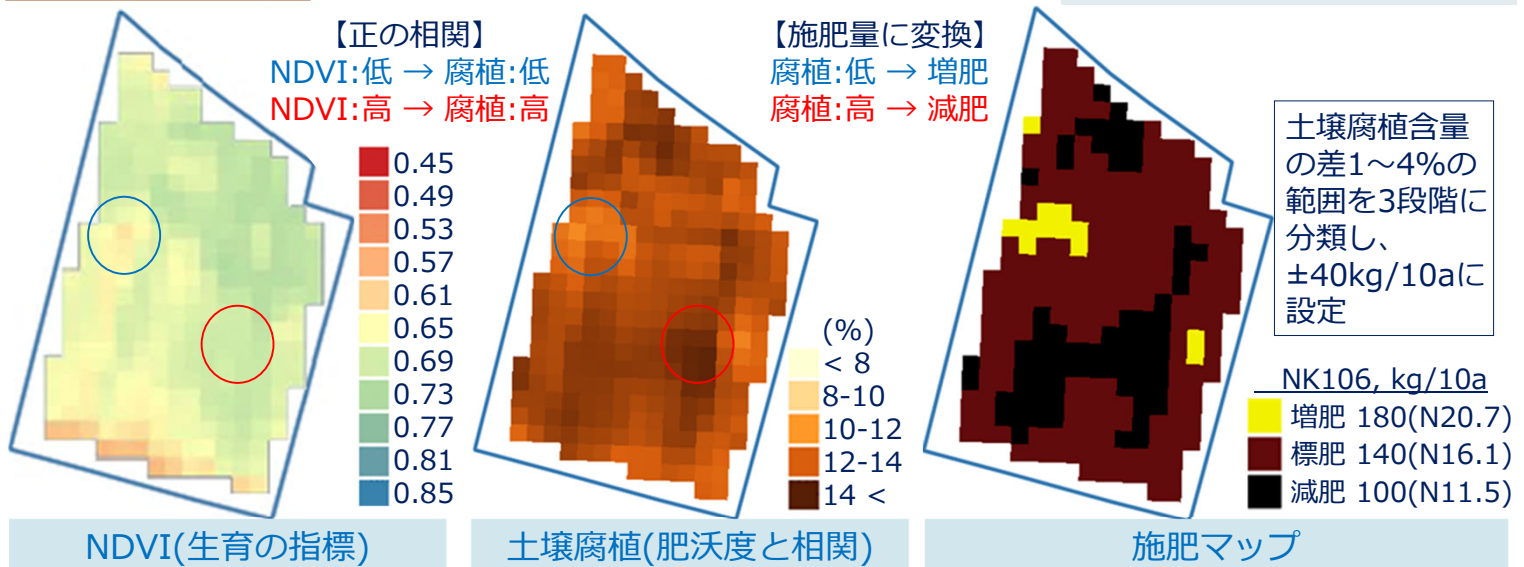 【正の相関】
NDVI:低 → 腐植:低
NDVI:高 → 腐植:高
【施肥量に変換】
腐植:低 → 増肥
腐植:高 → 減肥
0.45
0.49
0.53
0.57
0.61
0.65
0.69
0.73
0.77
0.81
0.85
(%)
< 8
8-10
10-12
12-14
14 <
土壌腐植含量
の差1～4%の
範囲を3段階に
分類し、
±40kg/10aに
設定
NK106, kg/10a
増肥 180(N20.7)
標肥 140(N16.1)
減肥 100(N11.5)
NDVI(生育の指標)
土壌腐植(肥沃度と相関)
施肥マップ